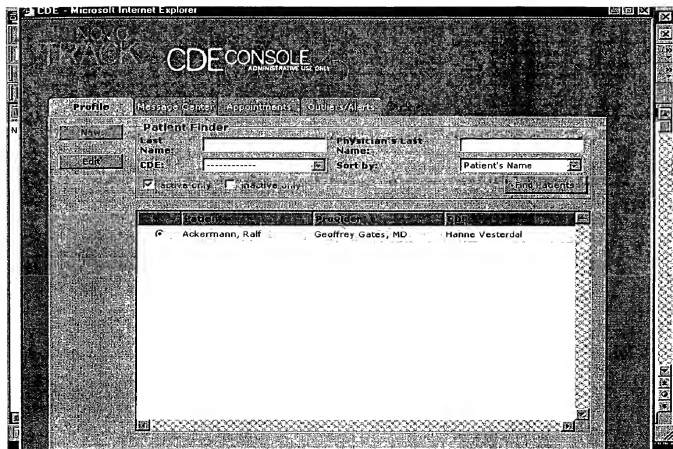 CDE - Microsoft Internet Explorer
NOVO
TRACK
CDE CONSOLE
ADMINISTRATIVE USE ONLY
Profile Message Center Appointments Outliers/Alerts
N
New
Edit
Patient Finder
Last Name: Physician's Last Name:
CDE: ------------ Sort by: Patient's Name
active only inactive only Find Patients
Patient Provider
Ackermann, Ralf Geoffrey Gates, MD Hanne Vesterdal